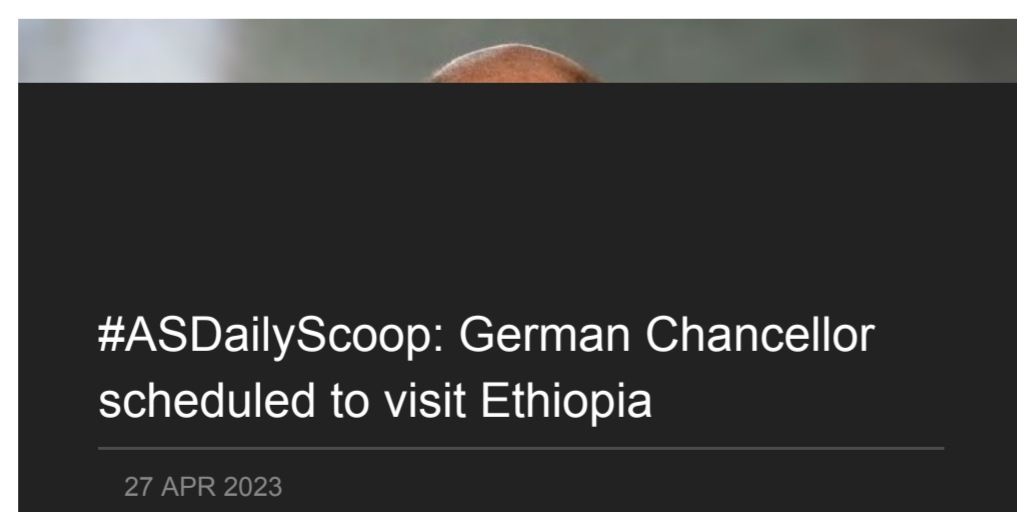 #ASDailyScoop: German Chancellor
scheduled to visit Ethiopia
27 APR 2023